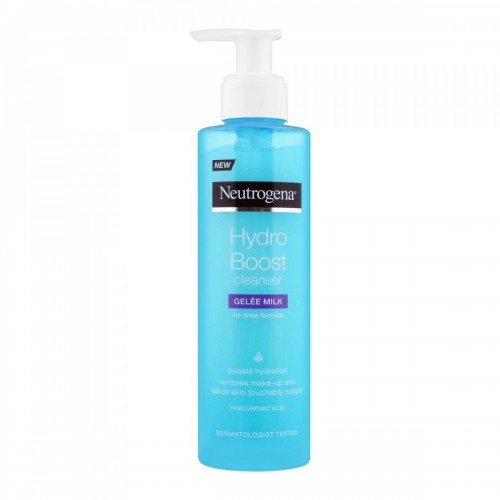 NEW
Neutrogena®
Hydro
Boost
cleanser
GELÉE MILK
no rinse formula
boosts hydration
removes make-up and
leaves skin touchably supple
HYALURONIC ACID
DERMATOLOGIST TESTED